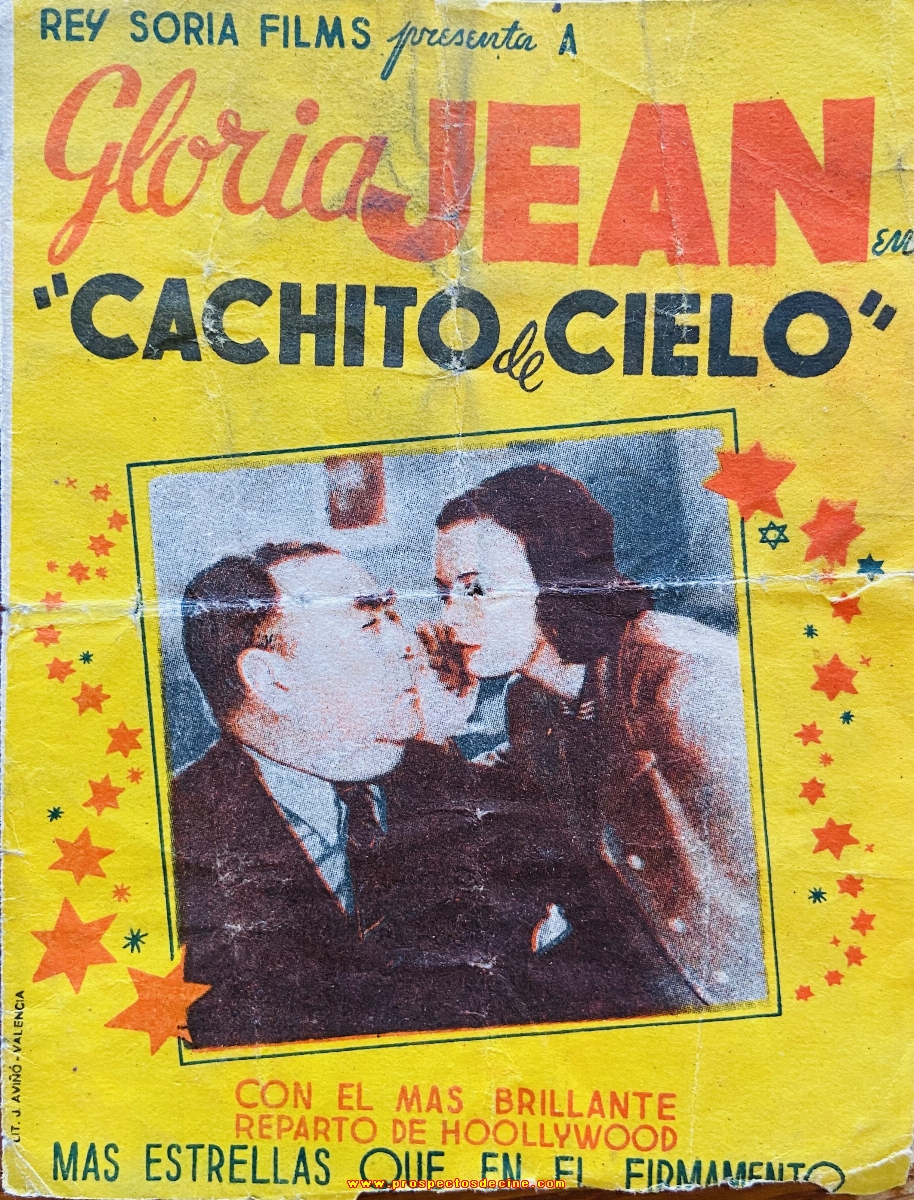 REY SORIA FILMS presenta A
Gloria JEAN en
"CACHITO de CIELO"
CON EL MAS BRILLANTE
REPARTO DE HOOLLYWOOD
MAS ESTRELLAS QUE EN EL FIRMAMENTO
LIT. J. AVIÑÓ - VALENCIA
www.prospectosdecine.com